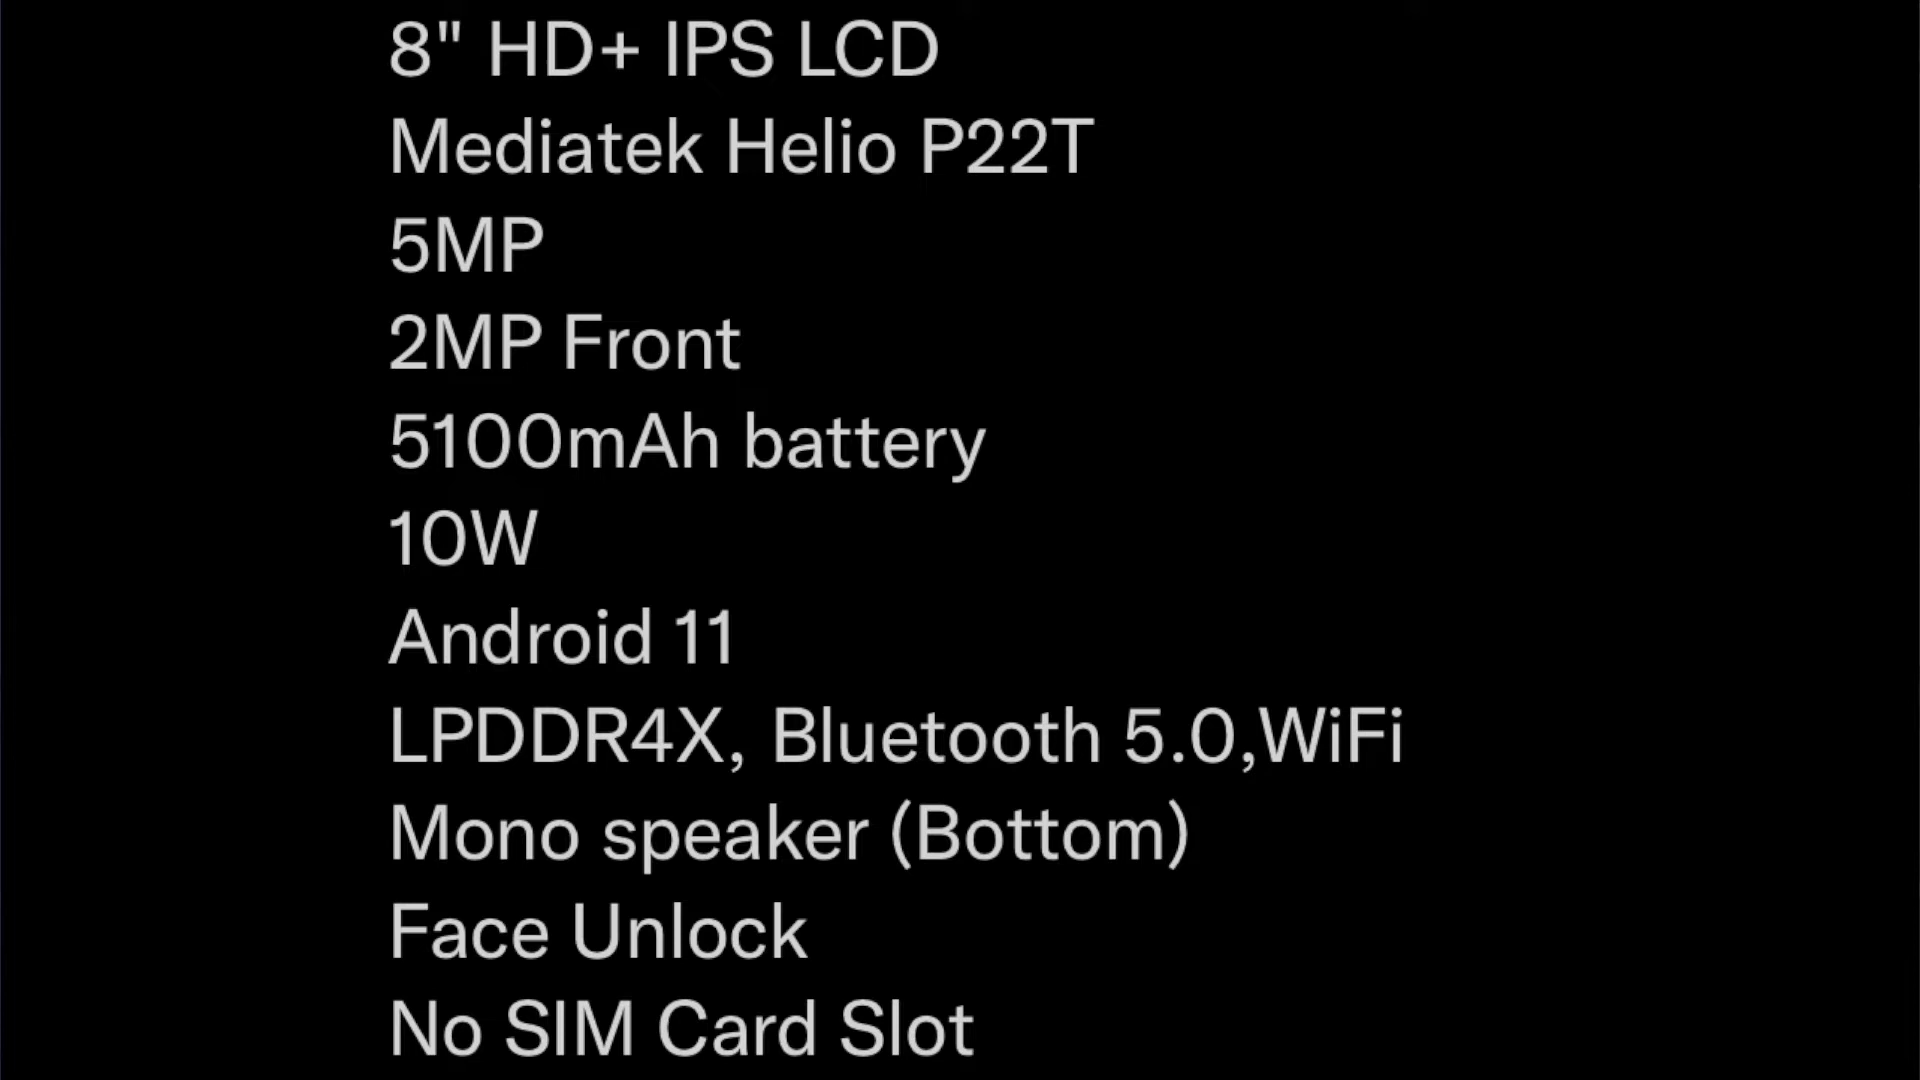 8" HD+ IPS LCD
Mediatek Helio P22T
5MP
2MP Front
5100mAh battery
10W
Android 11
LPDDR4X, Bluetooth 5.0,WiFi
Mono speaker (Bottom)
Face Unlock
No SIM Card Slot